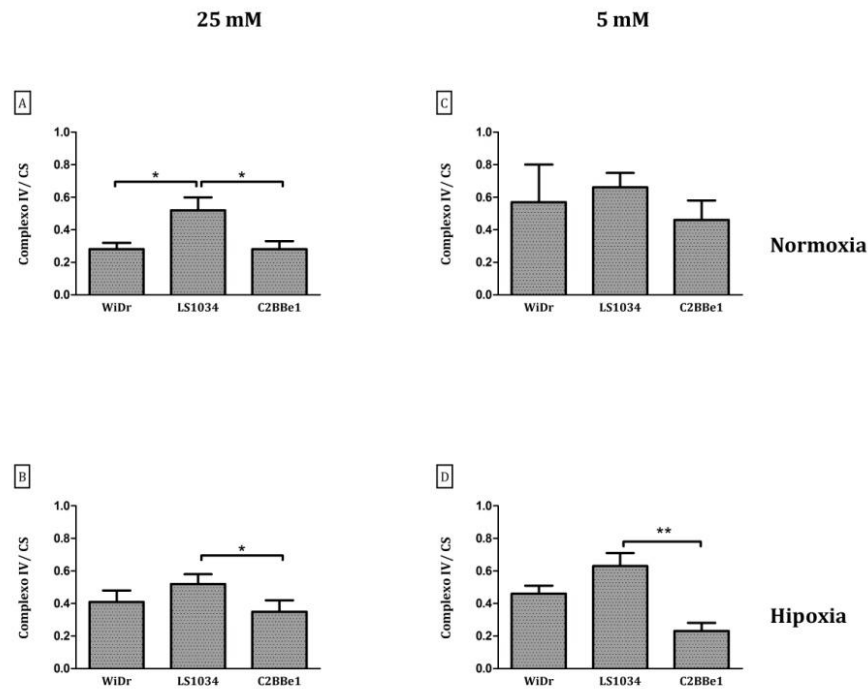 25 mM
5 mM
A
Complexo IV/ CS
1.0
0.8
0.6
0.4
0.2
0.0
*
*
WiDr LS1034 C2BBe1
C
Complexo IV/ CS
1.0
0.8
0.6
0.4
0.2
0.0
WiDr LS1034 C2BBe1
Normoxia
B
Complexo IV/ CS
1.0
0.8
0.6
0.4
0.2
0.0
*
WiDr LS1034 C2BBe1
D
Complexo IV/ CS
1.0
0.8
0.6
0.4
0.2
0.0
**
WiDr LS1034 C2BBe1
Hipoxia